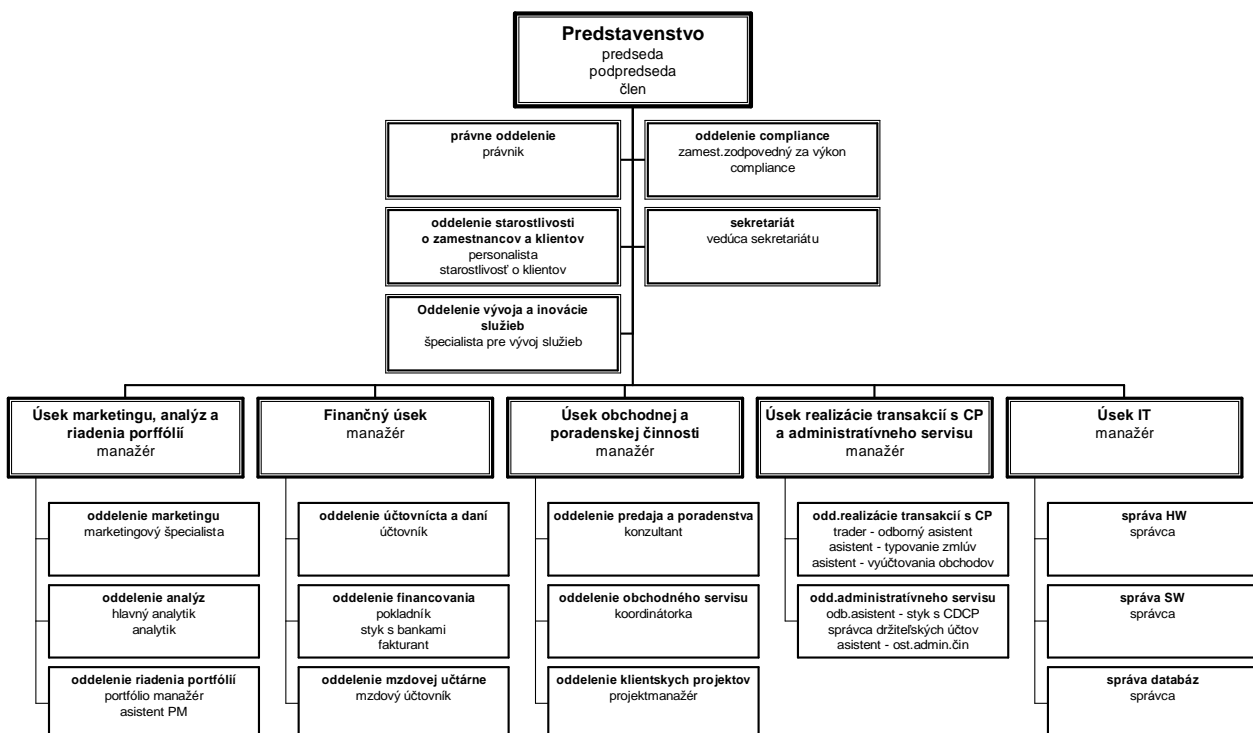 Predstavenstvo
predseda
podpredseda
člen
právne oddelenie
právnik
oddelenie compliance
zamest.zodpovedný za výkon
compliance
oddelenie starostlivosti
o zamestnancov a klientov
personalista
starostlivosť o klientov
sekretariát
vedúca sekretariátu
Oddelenie vývoja a inovácie
služieb
špecialista pre vývoj služieb
Úsek marketingu, analýz a
riadenia porffólií
manažér
Finančný úsek
manažér
Úsek obchodnej a
poradenskej činnosti
manažér
Úsek realizácie transakcií s CP
a administratívneho servisu
manažér
Úsek IT
manažér
oddelenie marketingu
marketingový špecialista
oddelenie účtovnícta a daní
účtovník
oddelenie predaja a poradenstva
konzultant
odd.realizácie transakcií s CP
trader - odborný asistent
asistent - typovanie zmlúv
asistent - vyúčtovania obchodov
správa HW
správca
oddelenie analýz
hlavný analytik
analytik
oddelenie financovania
pokladník
styk s bankami
fakturant
oddelenie obchodného servisu
koordinátorka
odd.administratívneho servisu
odb.asistent - styk s CDCP
správca držiteľských účtov
asistent - ost.admin.čin
správa SW
správca
oddelenie riadenia portfólií
portfólio manažér
asistent PM
oddelenie mzdovej učtárne
mzdový účtovník
oddelenie klientskych projektov
projektmanažér
správa databáz
správca